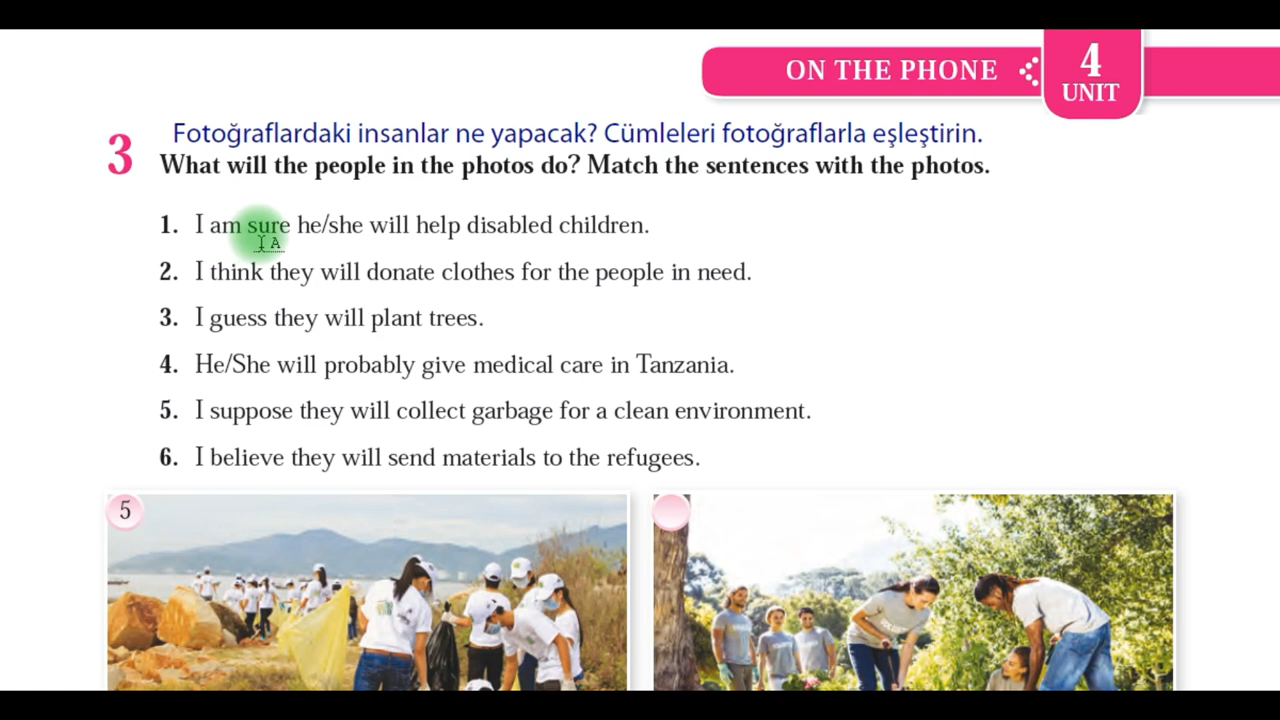 ON THE PHONE
4
UNIT
Fotoğraflardaki insanlar ne yapacak? Cümleleri fotoğraflarla eşleştirin.
3 What will the people in the photos do? Match the sentences with the photos.
1. I am sure he/she will help disabled children.
2. I think they will donate clothes for the people in need.
3. I guess they will plant trees.
4. He/She will probably give medical care in Tanzania.
5. I suppose they will collect garbage for a clean environment.
6. I believe they will send materials to the refugees.
5